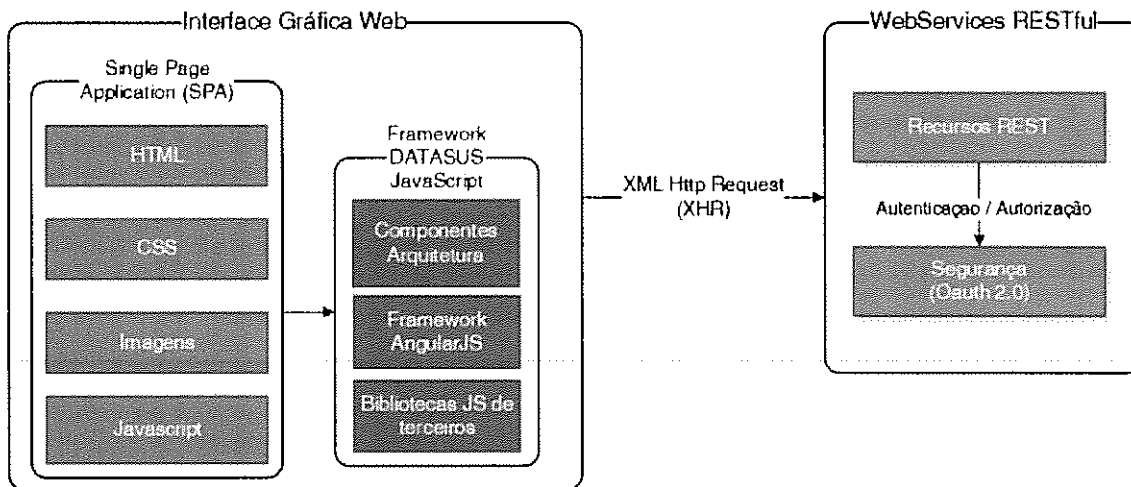 Interface Gráfica Web
Single Page
Application (SPA)
HTML
CSS
Imagens
Javascript
Framework
DATASUS
JavaScript
Componentes
Arquitetura
Framework
AngularJS
Bibliotecas JS de
terceiros
XML Http Request
(XHR)
WebServices RESTful
Recursos REST
Autenticaçao / Autorização
Segurança
(Oauth 2.0)